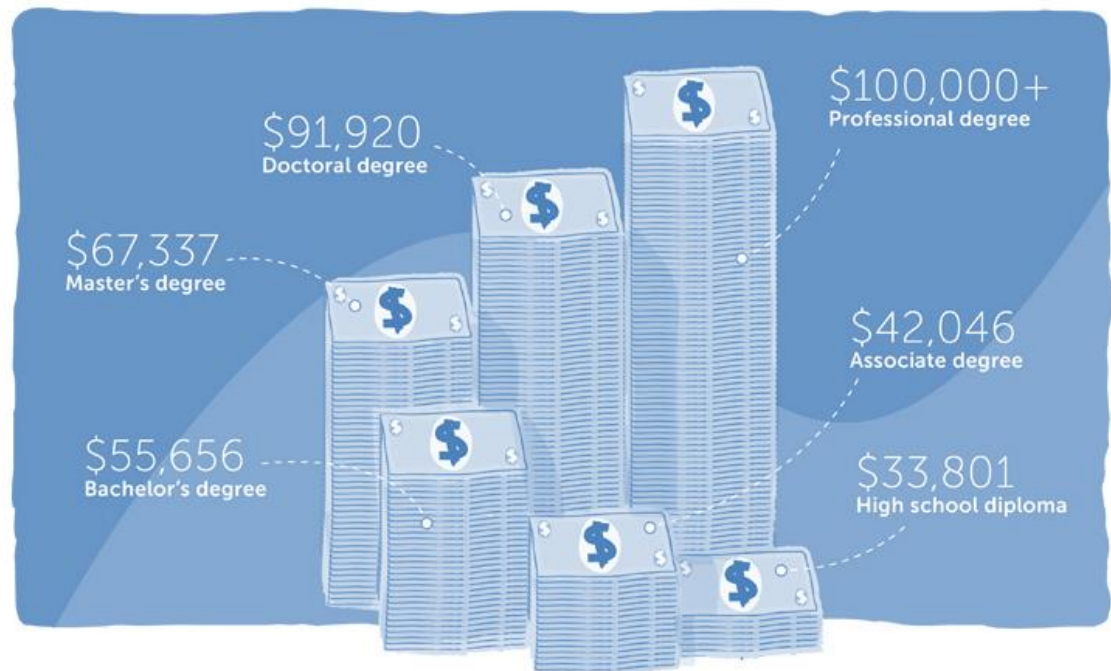 $100,000+
Professional degree
$91,920
Doctoral degree
$67,337
Master's degree
$42,046
Associate degree
$55,656
Bachelor's degree
$33,801
High school diploma